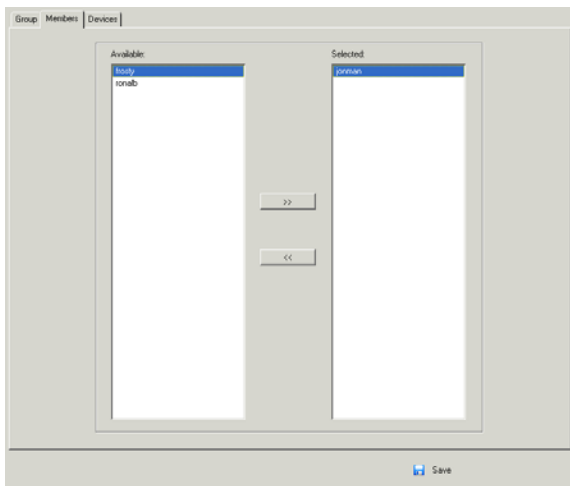 Group Members Devices
Available: Selected:
frosty jonman
ronalb
>>
<<
Save